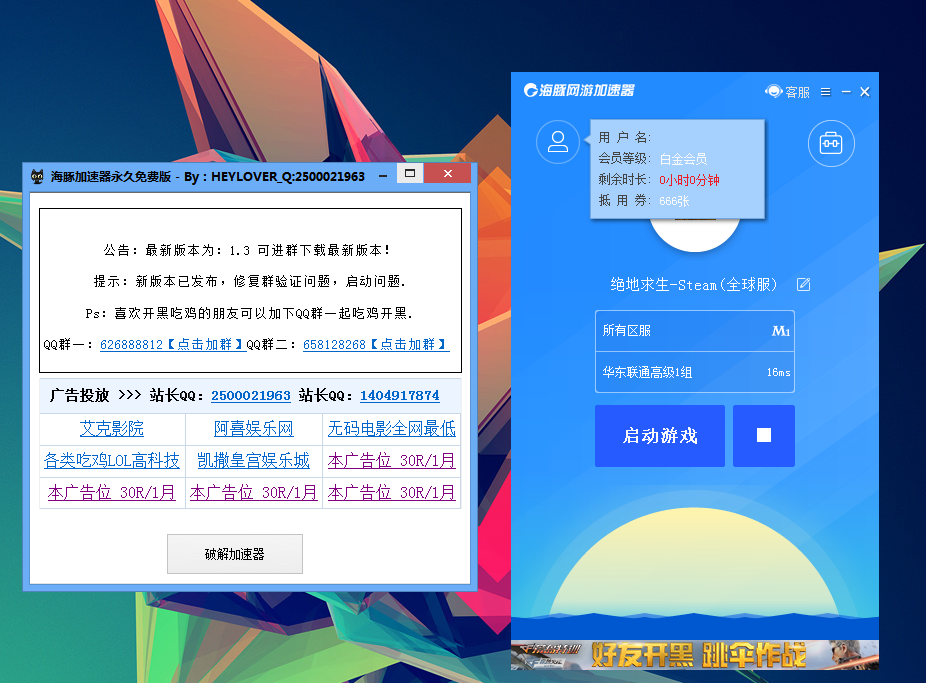 海豚加速器永久免费版 - By：HEYLOVER_Q:2500021963
公告：最新版本为：1.3 可进群下载最新版本！
提示：新版本已发布，修复群验证问题，启动问题.
Ps：喜欢开黑吃鸡的朋友可以加下QQ群一起吃鸡开黑.
QQ群一：626888812【点击加群】QQ群二：658128268【点击加群】
广告投放 >>> 站长QQ：2500021963 站长QQ：1404917874
艾克影院 阿喜娱乐网 无码电影全网最低
各类吃鸡LOL高科技 凯撒皇宫娱乐城 本广告位 30R/1月
本广告位 30R/1月 本广告位 30R/1月 本广告位 30R/1月
破解加速器
海豚网游加速器 客服
用 户 名：
会员等级：白金会员
剩余时长：0小时0分钟
抵 用 券：666张
绝地求生-Steam(全球服)
所有区服 M1
华东联通高级1组 16ms
启动游戏
好友开黑 跳伞作战